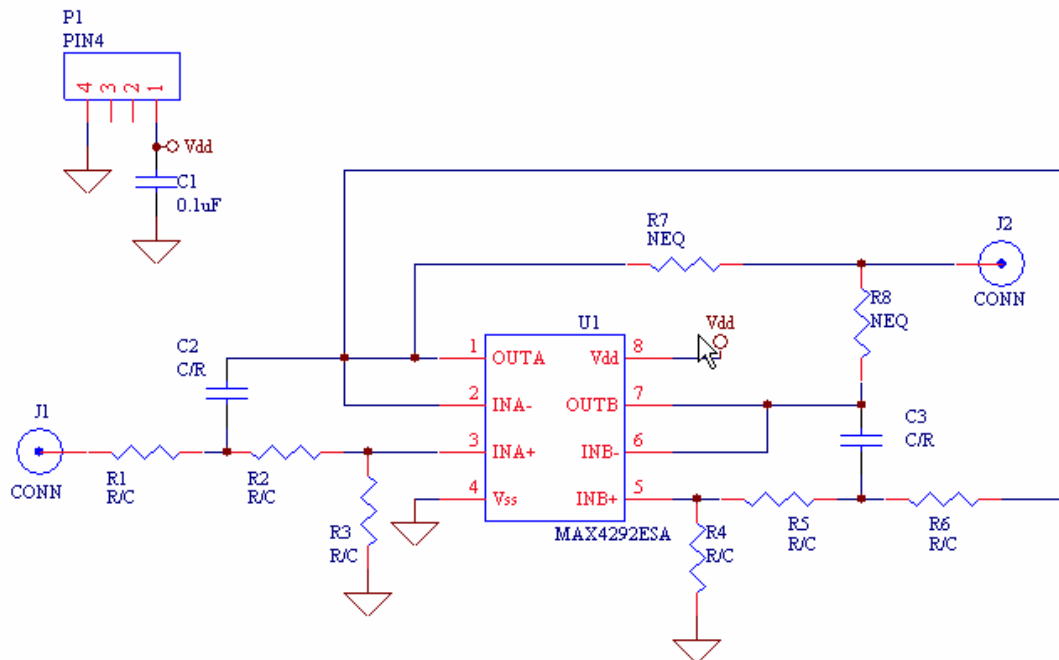 P1
PIN4
4 3 2 1
Vdd
C1
0.1uF
R7
NEQ
J2
CONN
R8
NEQ
U1
Vdd
1 OUTA
Vdd 8
2 INA-
OUTB 7
3 INA+
INB- 6
4 Vss
INB+ 5
MAX4292ESA
C2
C/R
J1
CONN
R1
R/C
R2
R/C
R3
R/C
C3
C/R
R4
R/C
R5
R/C
R6
R/C